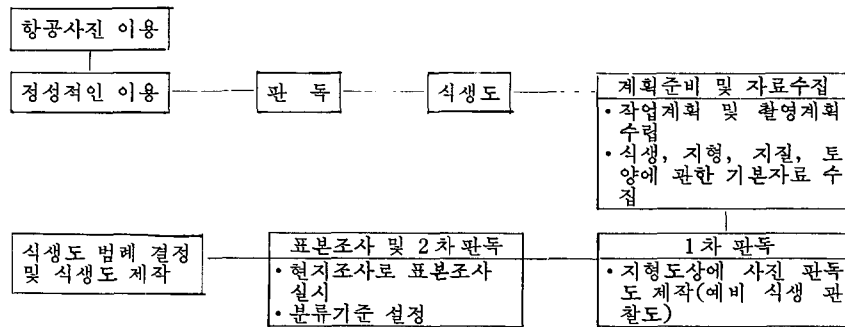 항공사진 이용
정성적인 이용
판 독
식생도
계획준비 및 자료수집
• 작업계획 및 촬영계획
수립
• 식생, 지형, 지질, 토
양에 관한 기본자료 수
집
1차 판독
• 지형도상에 사진 판독
도 제작(예비 식생 관
찰도)
표본조사 및 2차판독
• 현지조사로 표본조사
실시
• 분류기준 설정
식생도 범례 결정
및 식생도 제작